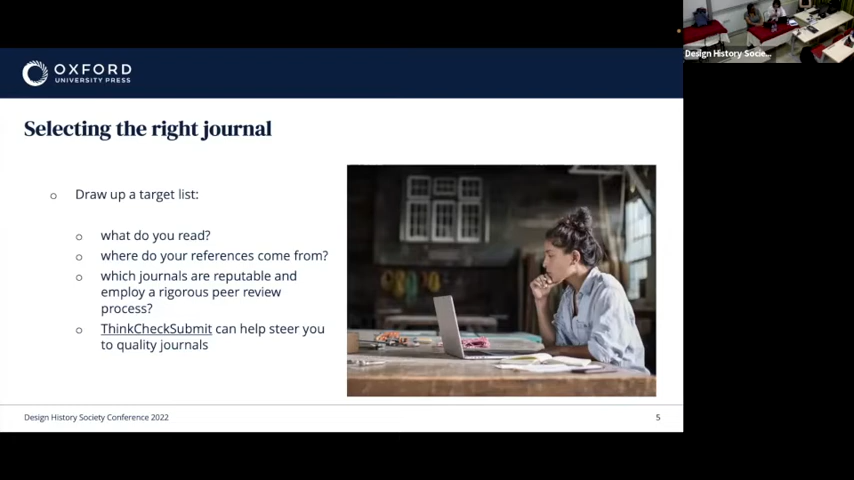 OXFORD
UNIVERSITY PRESS
Design History Socie...
Selecting the right journal
Draw up a target list:
what do you read?
where do your references come from?
which journals are reputable and
employ a rigorous peer review
process?
ThinkCheckSubmit can help steer you
to quality journals
Design History Society Conference 2022
5